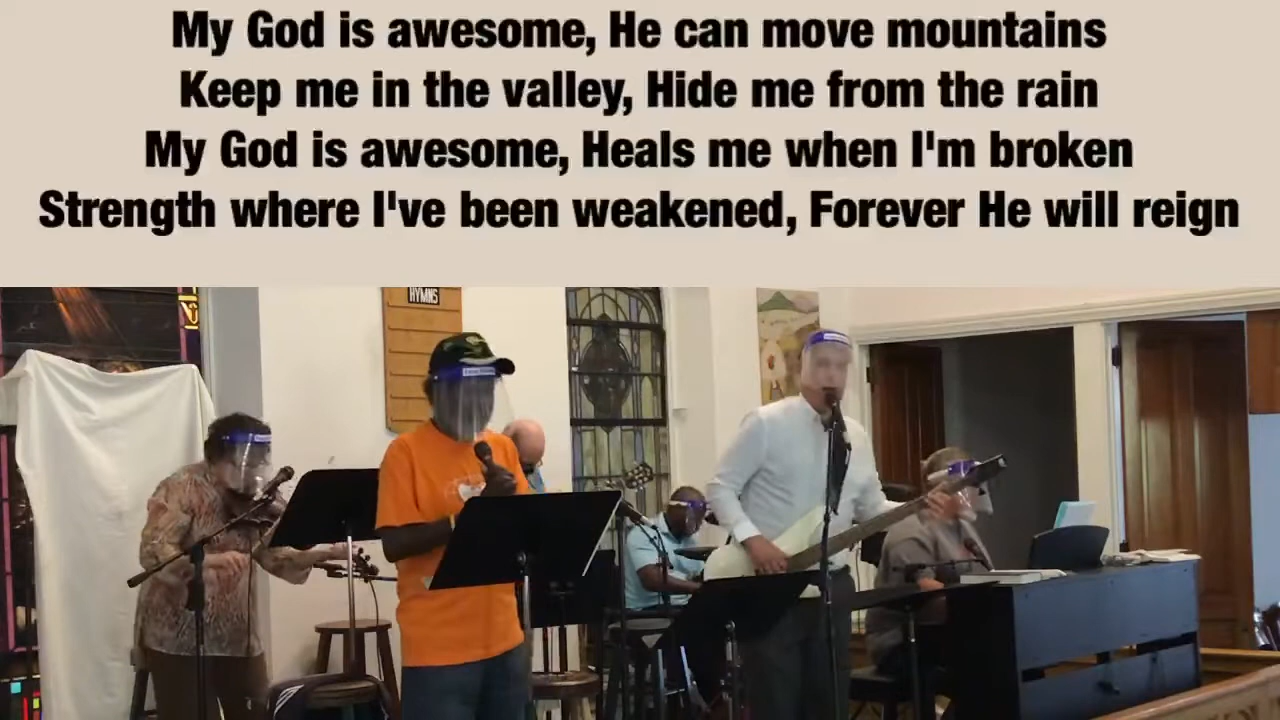 My God is awesome, He can move mountains
Keep me in the valley, Hide me from the rain
My God is awesome, Heals me when I'm broken
Strength where I've been weakened, Forever He will reign
HYMNS